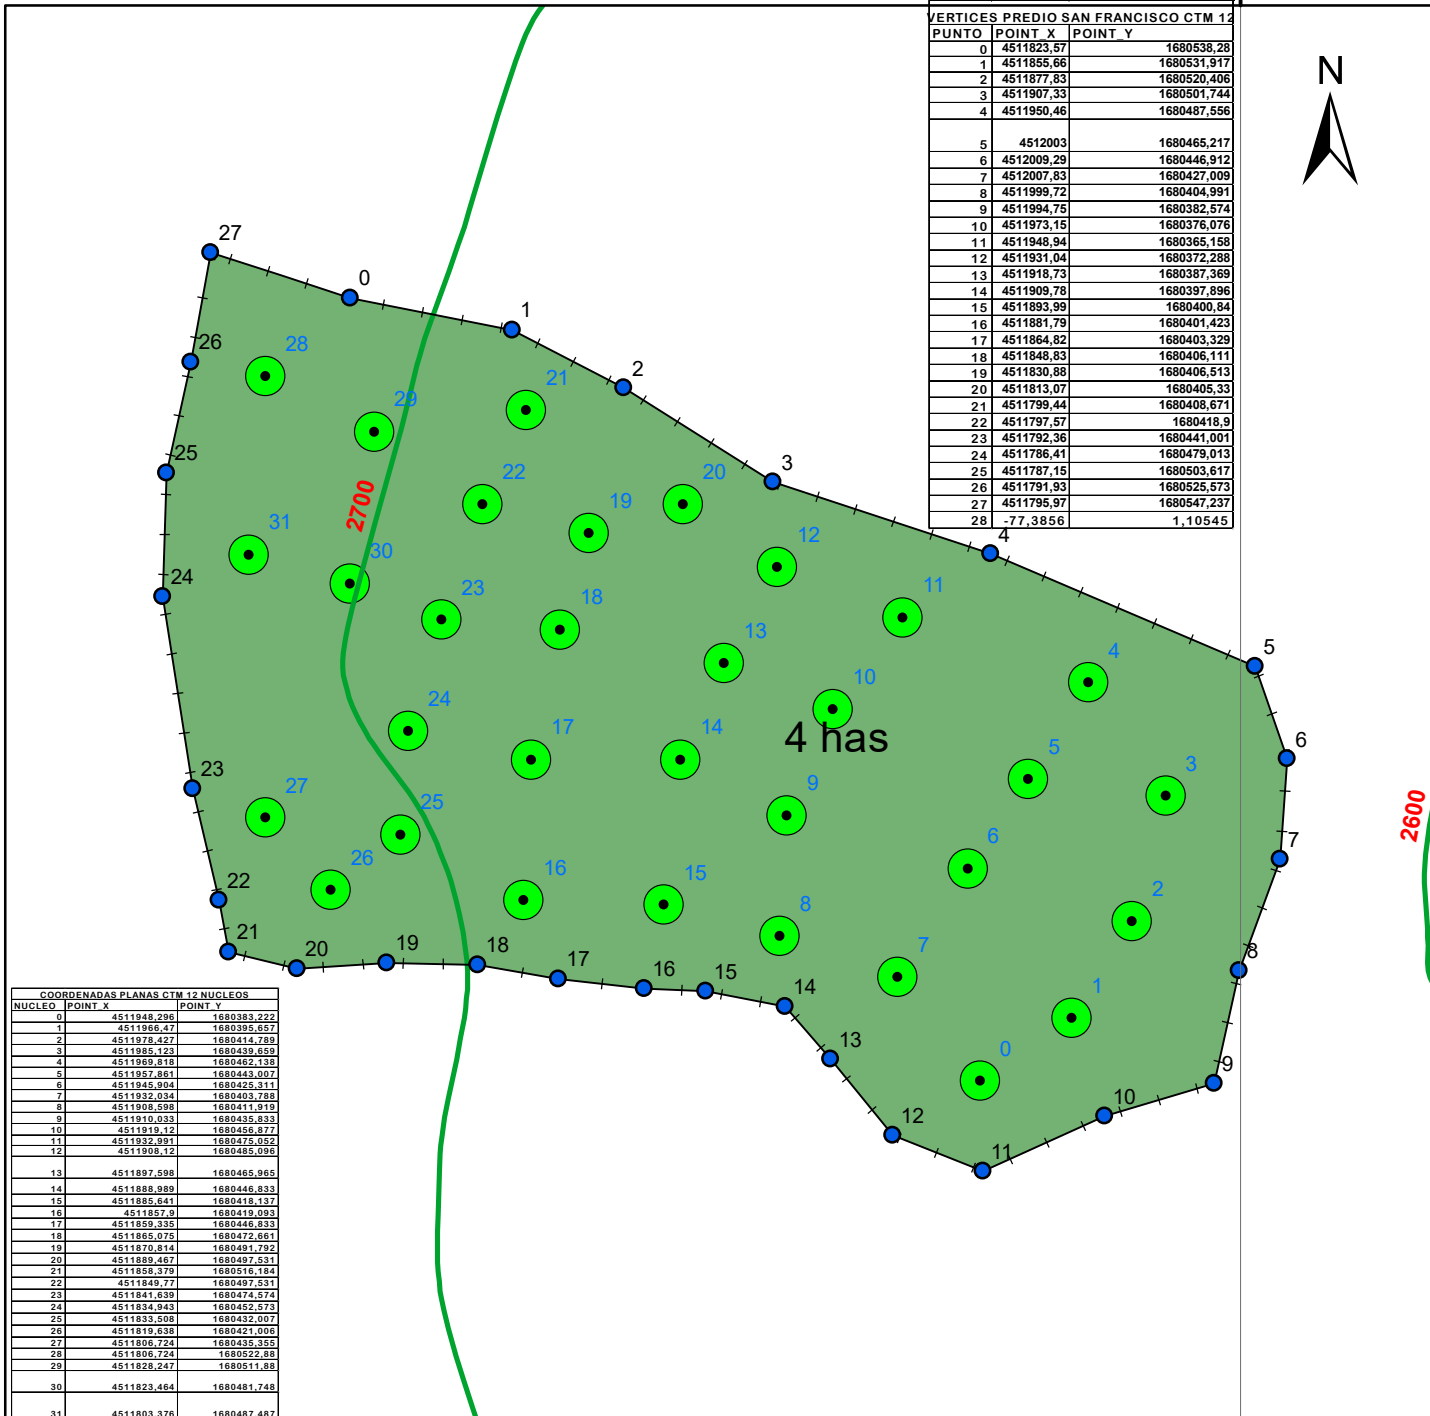 VERTICES PREDIO SAN FRANCISCO CTM 12
PUNTO POINT_X POINT_Y
0 4511823,57 1680538,28
1 4511855,66 1680531,917
2 4511877,83 1680520,406
3 4511907,33 1680501,744
4 4511950,46 1680487,556
5 4512003 1680465,217
6 4512009,29 1680446,912
7 4512007,83 1680427,009
8 4511999,72 1680404,991
9 4511994,75 1680382,574
10 4511973,15 1680376,076
11 4511948,94 1680365,158
12 4511931,04 1680372,288
13 4511918,73 1680387,369
14 4511909,78 1680397,896
15 4511893,99 1680400,84
16 4511881,79 1680401,423
17 4511864,82 1680403,329
18 4511848,83 1680406,111
19 4511830,88 1680406,513
20 4511813,07 1680405,33
21 4511799,44 1680408,671
22 4511797,57 1680418,9
23 4511792,36 1680441,001
24 4511786,41 1680479,013
25 4511787,15 1680503,617
26 4511791,93 1680525,573
27 4511795,97 1680547,237
28 -77,3856 1,10545
N
27
0
1
26
28
2
21
29
25
3
22
20
19
2700
31
12
4
30
24
23
18
11
13
5
4
10
24
17
14
4 has
6
5
3
23
27
9
25
2600
7
26
6
22
16
15
2
8
21
20
19
18
7
8
17
16
15
14
1
13
0
9
10
12
11
COORDENADAS PLANAS CTM 12 NUCLEOS
NUCLEO POINT_X POINT_Y
0 4511948,296 1680383,222
1 4511966,47 1680395,657
2 4511978,427 1680414,789
3 4511985,123 1680439,659
4 4511969,818 1680462,138
5 4511957,861 1680443,007
6 4511945,904 1680425,311
7 4511932,034 1680403,788
8 4511908,598 1680411,919
9 4511910,033 1680435,833
10 4511919,12 1680456,877
11 4511932,991 1680475,052
12 4511908,12 1680485,096
13 4511897,598 1680465,965
14 4511888,989 1680446,833
15 4511885,641 1680418,137
16 4511857,9 1680419,093
17 4511859,335 1680446,833
18 4511865,075 1680472,661
19 4511870,814 1680491,792
20 4511889,467 1680497,531
21 4511858,379 1680516,184
22 4511849,77 1680497,531
23 4511841,639 1680474,574
24 4511834,943 1680452,573
25 4511833,508 1680432,007
26 4511819,638 1680421,006
27 4511806,724 1680435,355
28 4511806,724 1680522,88
29 4511828,247 1680511,88
30 4511823,464 1680481,748
31 4511803,376 1680487,487